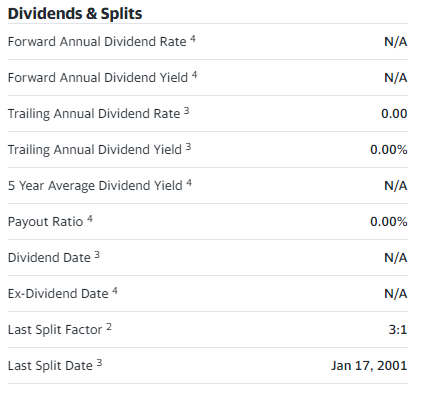 Dividends & Splits
Forward Annual Dividend Rate 4 N/A
Forward Annual Dividend Yield 4 N/A
Trailing Annual Dividend Rate 3 0.00
Trailing Annual Dividend Yield 3 0.00%
5 Year Average Dividend Yield 4 N/A
Payout Ratio 4 0.00%
Dividend Date 3 N/A
Ex-Dividend Date 4 N/A
Last Split Factor 2 3:1
Last Split Date 3 Jan 17, 2001